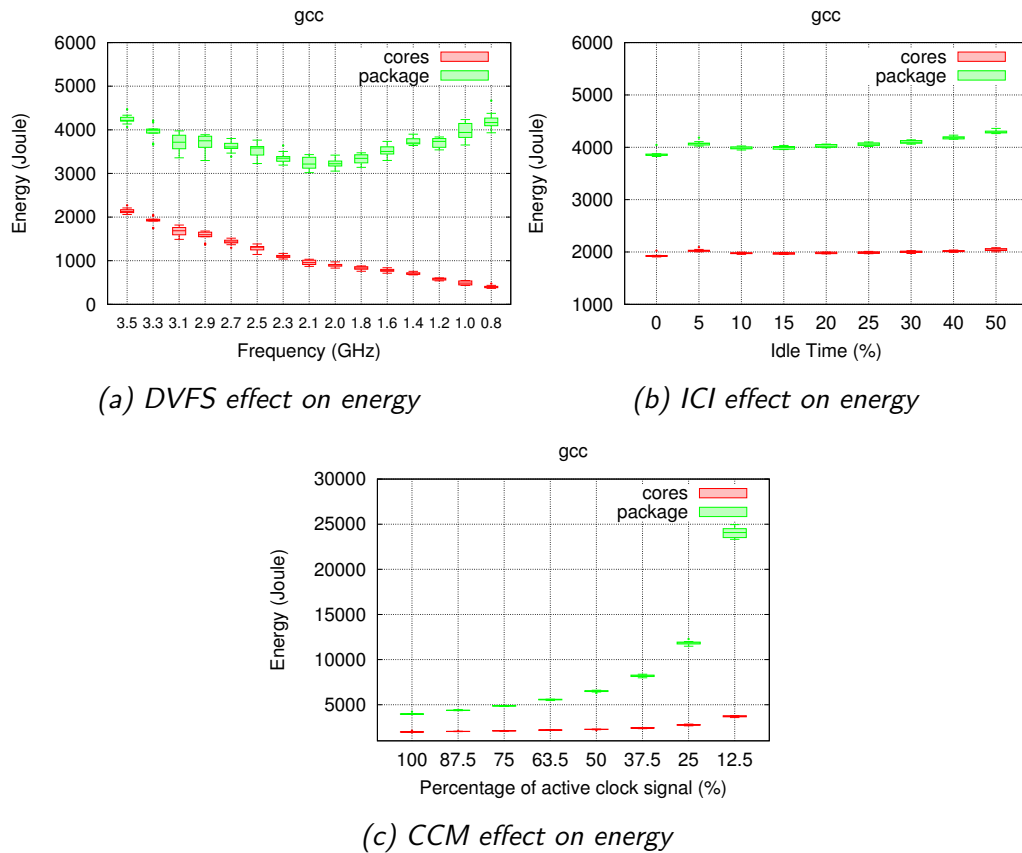 gcc
6000
5000
4000
3000
2000
1000
0
Energy (Joule)
cores
package
3.5 3.3 3.1 2.9 2.7 2.5 2.3 2.1 2.0 1.8 1.6 1.4 1.2 1.0 0.8
Frequency (GHz)
(a) DVFS effect on energy
gcc
6000
5000
4000
3000
2000
1000
Energy (Joule)
cores
package
0 5 10 15 20 25 30 40 50
Idle Time (%)
(b) ICI effect on energy
gcc
30000
25000
20000
15000
10000
5000
Energy (Joule)
cores
package
100 87.5 75 63.5 50 37.5 25 12.5
Percentage of active clock signal (%)
(c) CCM effect on energy